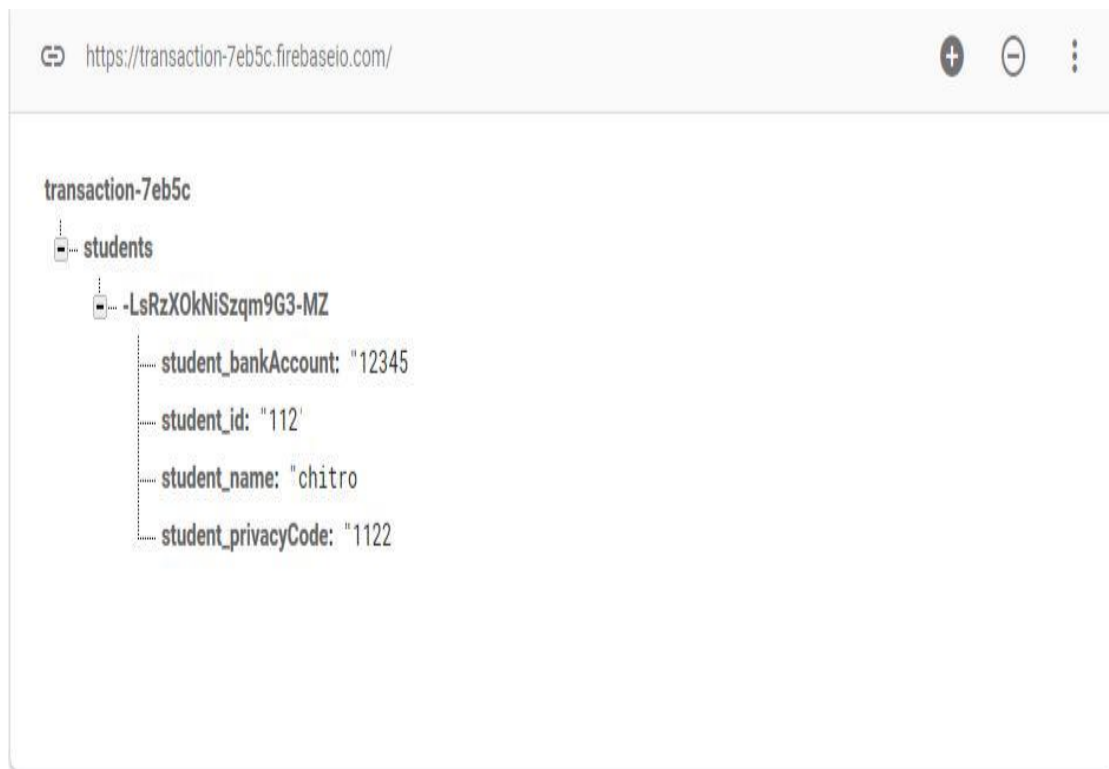 https://transaction-7eb5c.firebaseio.com/
transaction-7eb5c
students
-LsRzXOkNiSzqm9G3-MZ
student_bankAccount: "12345
student_id: "112'
student_name: "chitro
student_privacyCode: "1122